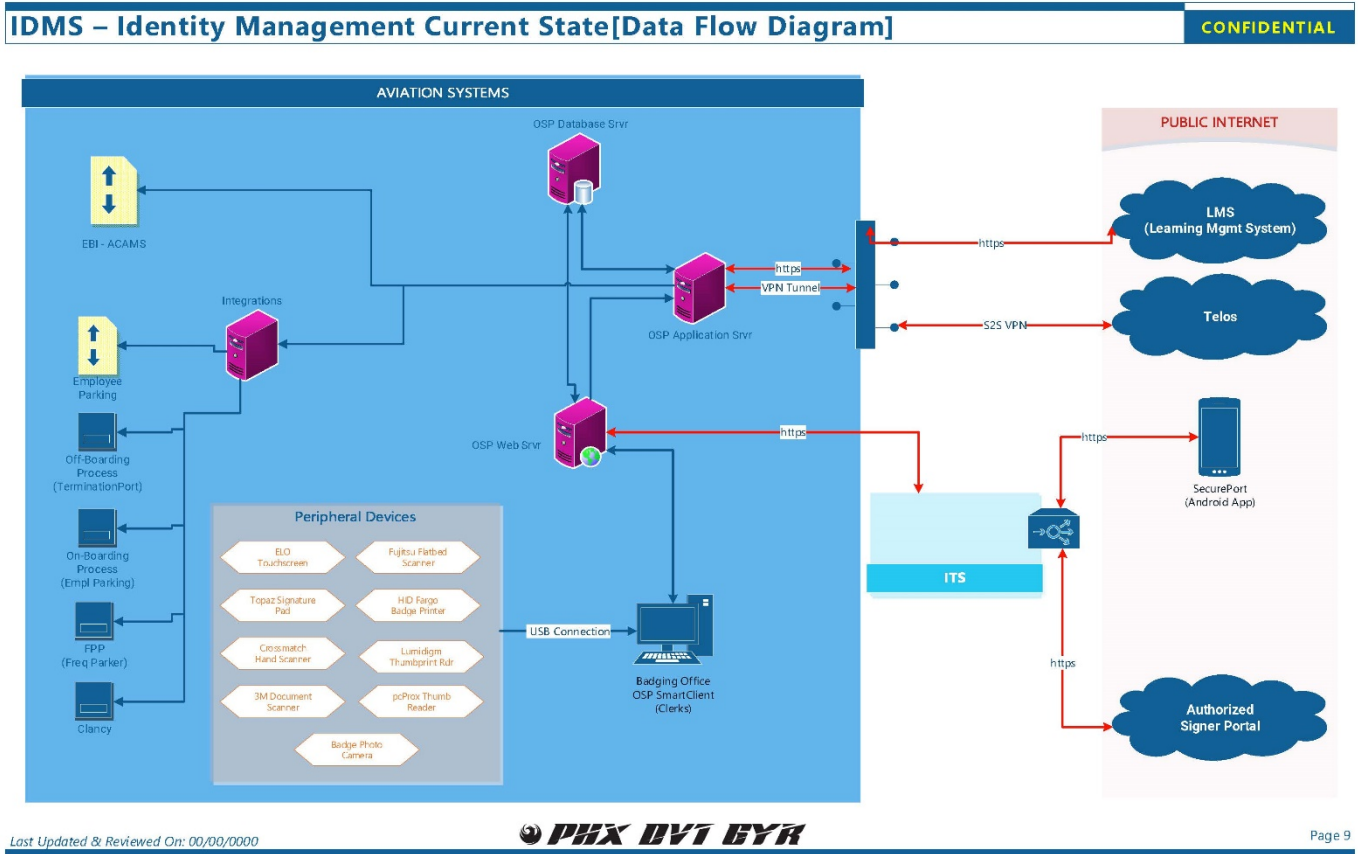 IDMS – Identity Management Current State[Data Flow Diagram]
CONFIDENTIAL
AVIATION SYSTEMS
OSP Database Srvr
PUBLIC INTERNET
EBI - ACAMS
LMS
(Learning Mgmt System)
https
https
VPN Tunnel
Integrations
OSP Application Srvr
S2S VPN
Telos
Employee
Parking
OSP Web Srvr
https
https
Off-Boarding
Process
(TerminationPort)
SecurePort
(Android App)
Peripheral Devices
ELO
Touchscreen
Fujitsu Flatbed
Scanner
On-Boarding
Process
(Empl Parking)
ITS
Topaz Signature
Pad
HID Fargo
Badge Printer
USB Connection
FPP
(Freq Parker)
Crossmatch
Hand Scanner
Lumidigm
Thumbprint Rdr
https
Badging Office
OSP SmartClient
(Clerks)
3M Document
Scanner
pcProx Thumb
Reader
Clancy
Authorized
Signer Portal
Badge Photo
Camera
Last Updated & Reviewed On: 00/00/0000
PHX DVT GYR
Page 9